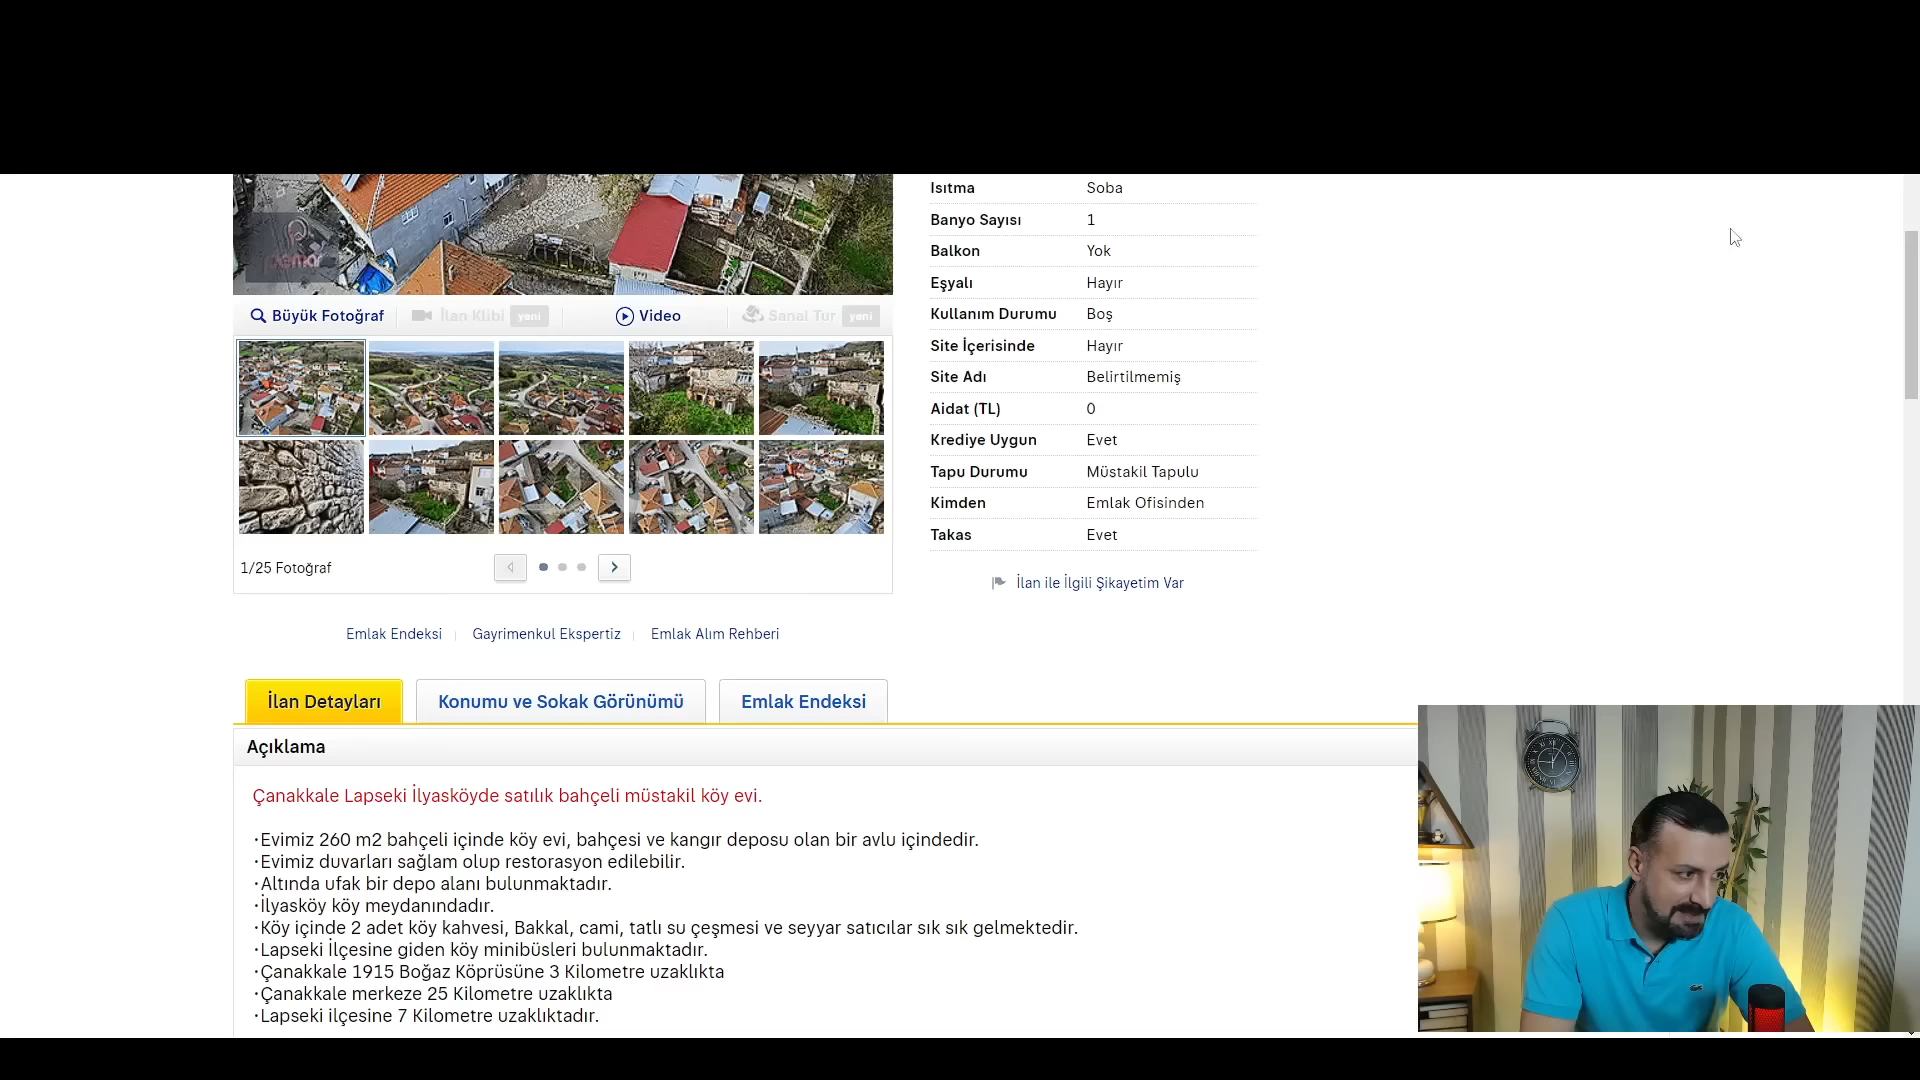 Isıtma Soba
Banyo Sayısı 1
Balkon Yok
Eşyalı Hayır
Kullanım Durumu Boş
Site İçerisinde Hayır
Site Adı Belirtilmemiş
Aidat (TL) 0
Krediye Uygun Evet
Tapu Durumu Müstakil Tapulu
Kimden Emlak Ofisinden
Takas Evet
İlan ile İlgili Şikayetim Var
Büyük Fotoğraf İlan Klibi yeni Video Sanal Tur yeni
1/25 Fotoğraf
Emlak Endeksi Gayrimenkul Ekspertiz Emlak Alım Rehberi
İlan Detayları Konumu ve Sokak Görünümü Emlak Endeksi
Açıklama
Çanakkale Lapseki İlyasköyde satılık bahçeli müstakil köy evi.
·Evimiz 260 m2 bahçeli içinde köy evi, bahçesi ve kangır deposu olan bir avlu içindedir.
·Evimiz duvarları sağlam olup restorasyon edilebilir.
·Altında ufak bir depo alanı bulunmaktadır.
·İlyasköy köy meydanındadır.
·Köy içinde 2 adet köy kahvesi, Bakkal, cami, tatlı su çeşmesi ve seyyar satıcılar sık sık gelmektedir.
·Lapseki İlçesine giden köy minibüsleri bulunmaktadır.
·Çanakkale 1915 Boğaz Köprüsüne 3 Kilometre uzaklıkta
·Çanakkale merkeze 25 Kilometre uzaklıkta
·Lapseki ilçesine 7 Kilometre uzaklıktadır.